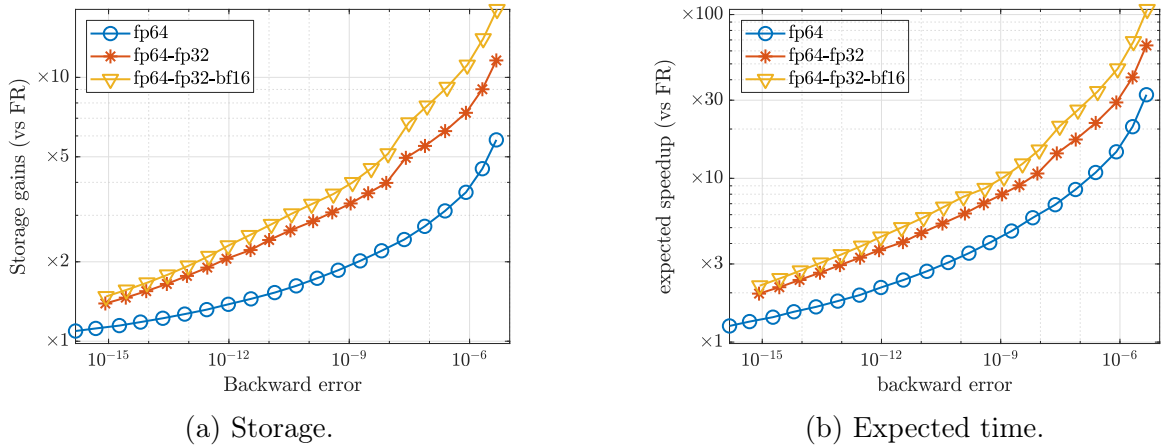 fp64
fp64-fp32
fp64-fp32-bf16
×10
×5
×2
×1
Storage gains (vs FR)
10⁻¹⁵
10⁻¹²
10⁻⁹
10⁻⁶
Backward error
(a) Storage.
fp64
fp64-fp32
fp64-fp32-bf16
×100
×30
×10
×3
×1
expected speedup (vs FR)
10⁻¹⁵
10⁻¹²
10⁻⁹
10⁻⁶
backward error
(b) Expected time.